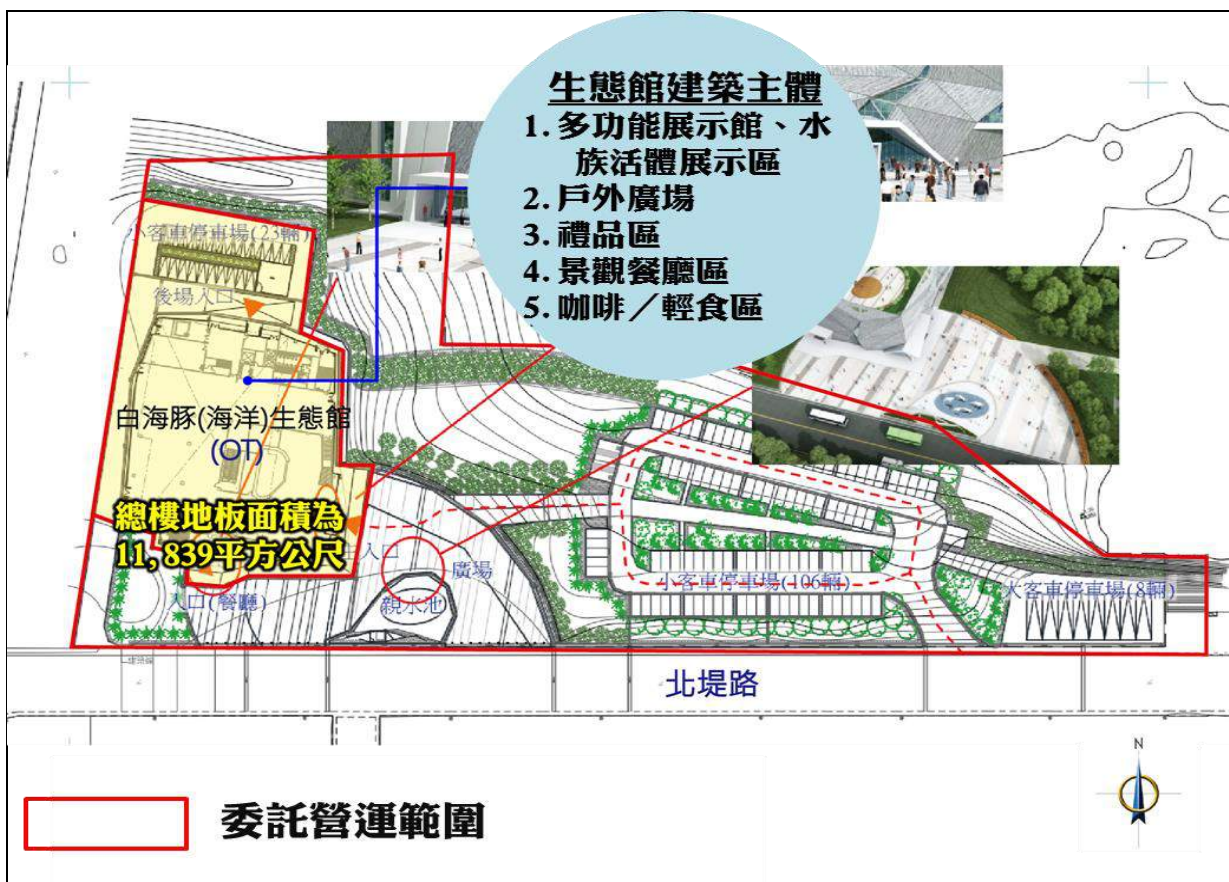 生態館建築主體
1. 多功能展示館、水
族活體展示區
2. 戶外廣場
3. 禮品區
4. 景觀餐廳區
5. 咖啡／輕食區
小客車停車場(23輛)
後場入口
白海豚(海洋)生態館
(OT)
總樓地板面積為
11,839平方公尺
入口
入口(餐廳)
廣場
親水池
小客車停車場(106輛)
大客車停車場(8輛)
北堤路
N
委託營運範圍